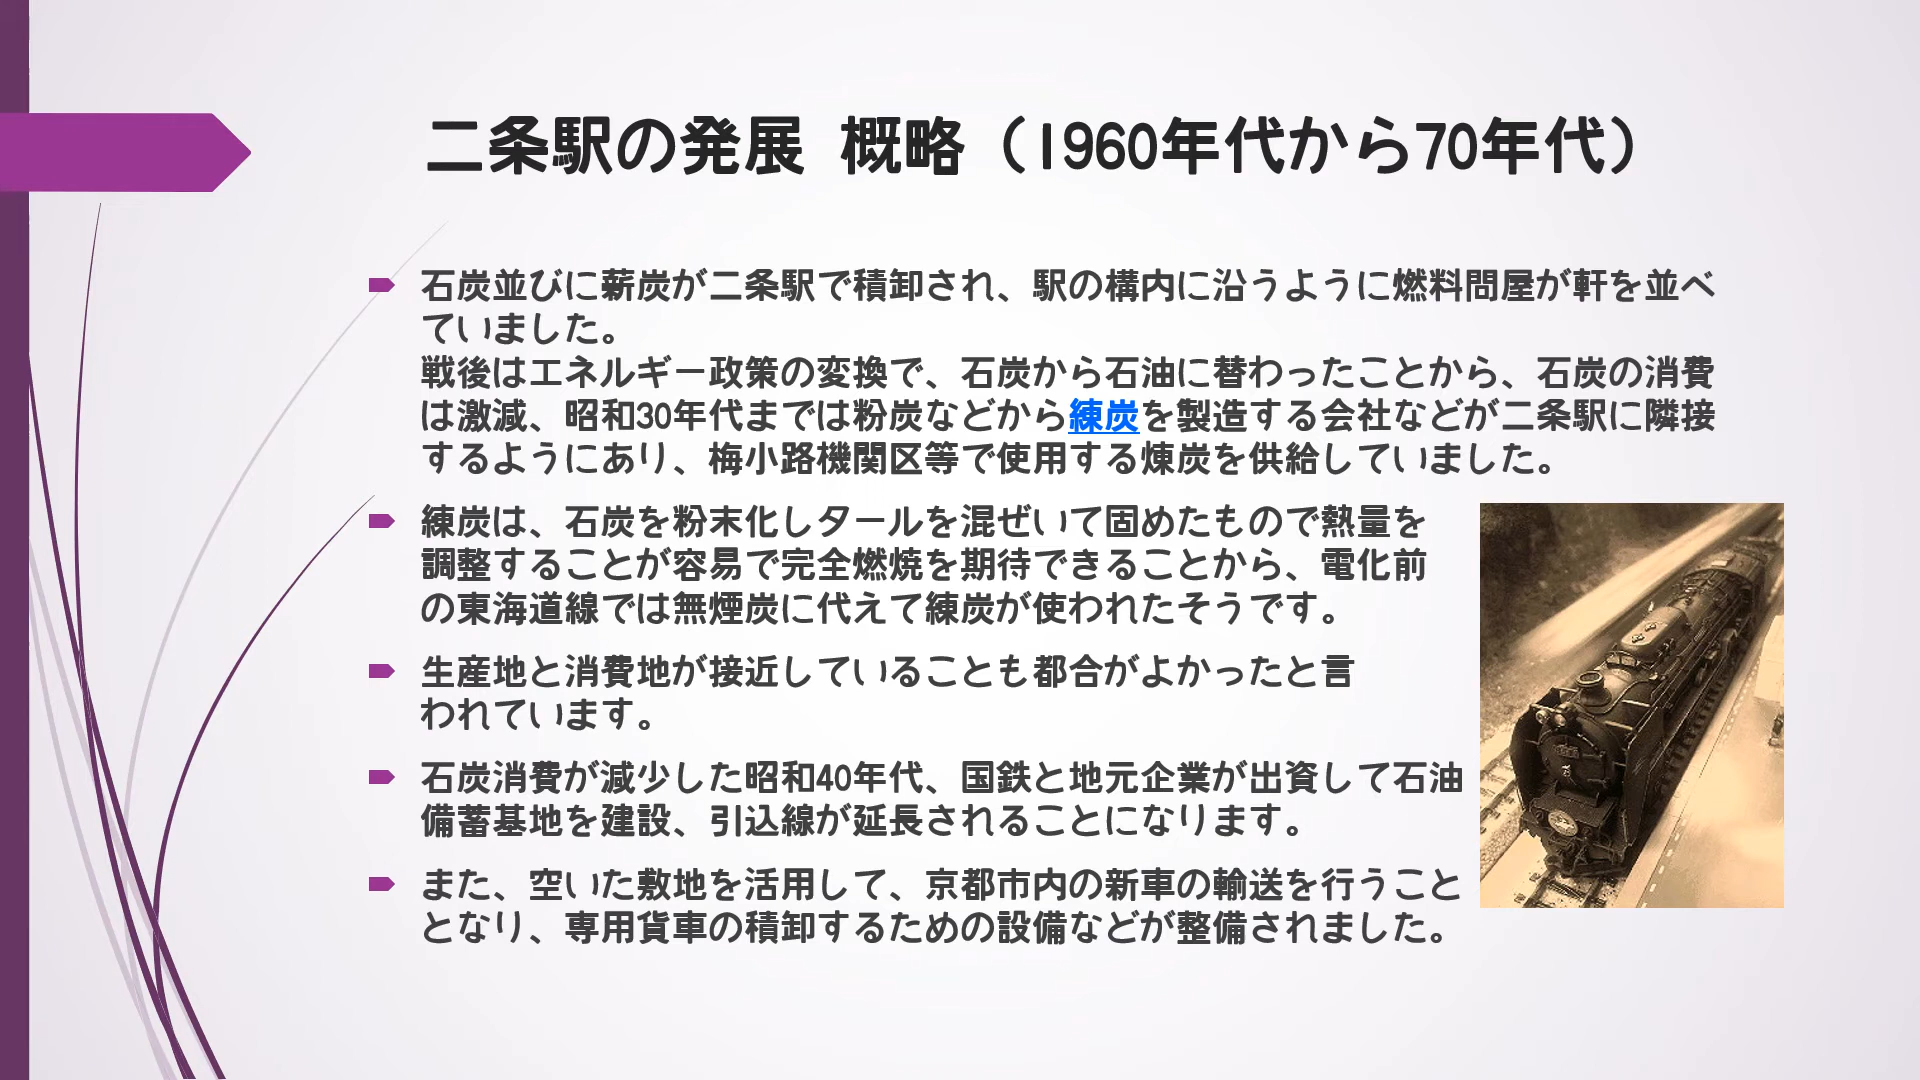 二条駅の発展 概略（1960年代から70年代）
石炭並びに薪炭が二条駅で積卸され、駅の構内に沿うように燃料問屋が軒を並べ
ていました。
戦後はエネルギー政策の変換で、石炭から石油に替わったことから、石炭の消費
は激減、昭和30年代までは粉炭などから練炭を製造する会社などが二条駅に隣接
するようにあり、梅小路機関区等で使用する煉炭を供給していました。
練炭は、石炭を粉末化しタールを混ぜいて固めたもので熱量を
調整することが容易で完全燃焼を期待できることから、電化前
の東海道線では無煙炭に代えて練炭が使われたそうです。
生産地と消費地が接近していることも都合がよかったと言
われています。
石炭消費が減少した昭和40年代、国鉄と地元企業が出資して石油
備蓄基地を建設、引込線が延長されることになります。
また、空いた敷地を活用して、京都市内の新車の輸送を行うこと
となり、専用貨車の積卸するための設備などが整備されました。